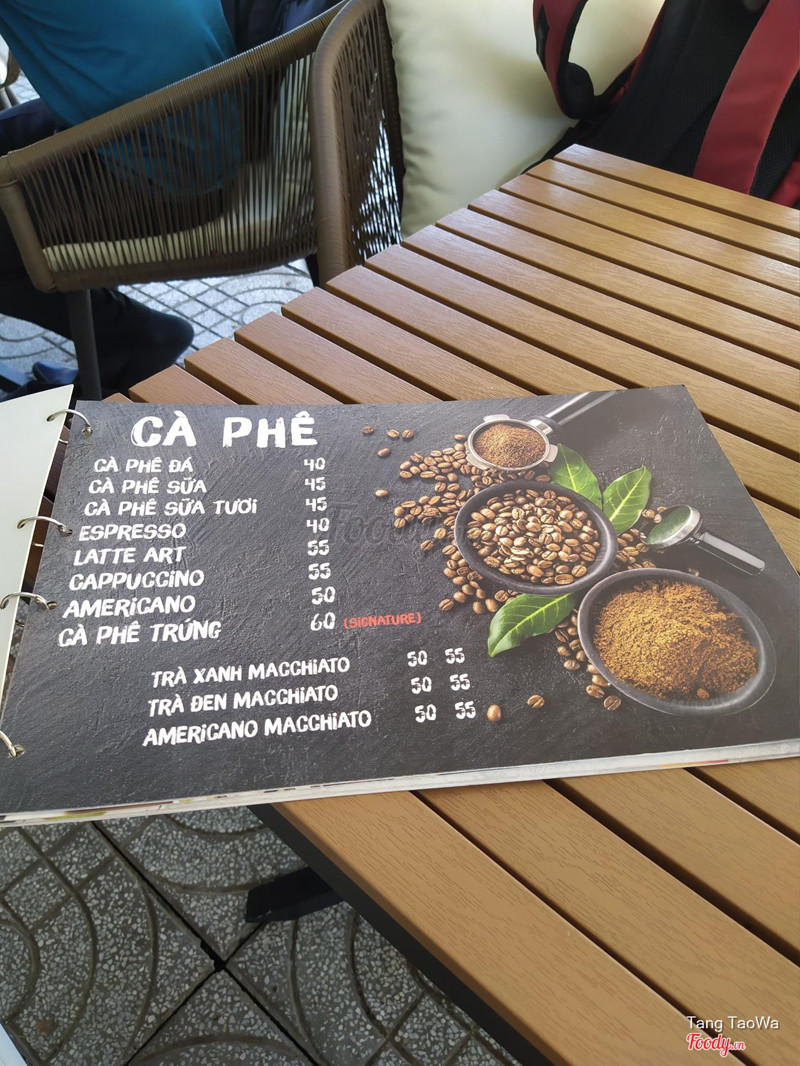 CÀ PHÊ
CÀ PHÊ ĐÁ 40
CÀ PHÊ SỮA 45
CÀ PHÊ SỮA TƯƠI 45
ESPRESSO 40
LATTE ART 55
CAPPUCCINO 55
AMERICANO 50
CÀ PHÊ TRỨNG 60 (SIGNATURE)
TRÀ XANH MACCHIATO 50 55
TRÀ ĐEN MACCHIATO 50 55
AMERICANO MACCHIATO 50 55
Tang TaoWa
Foody.vn